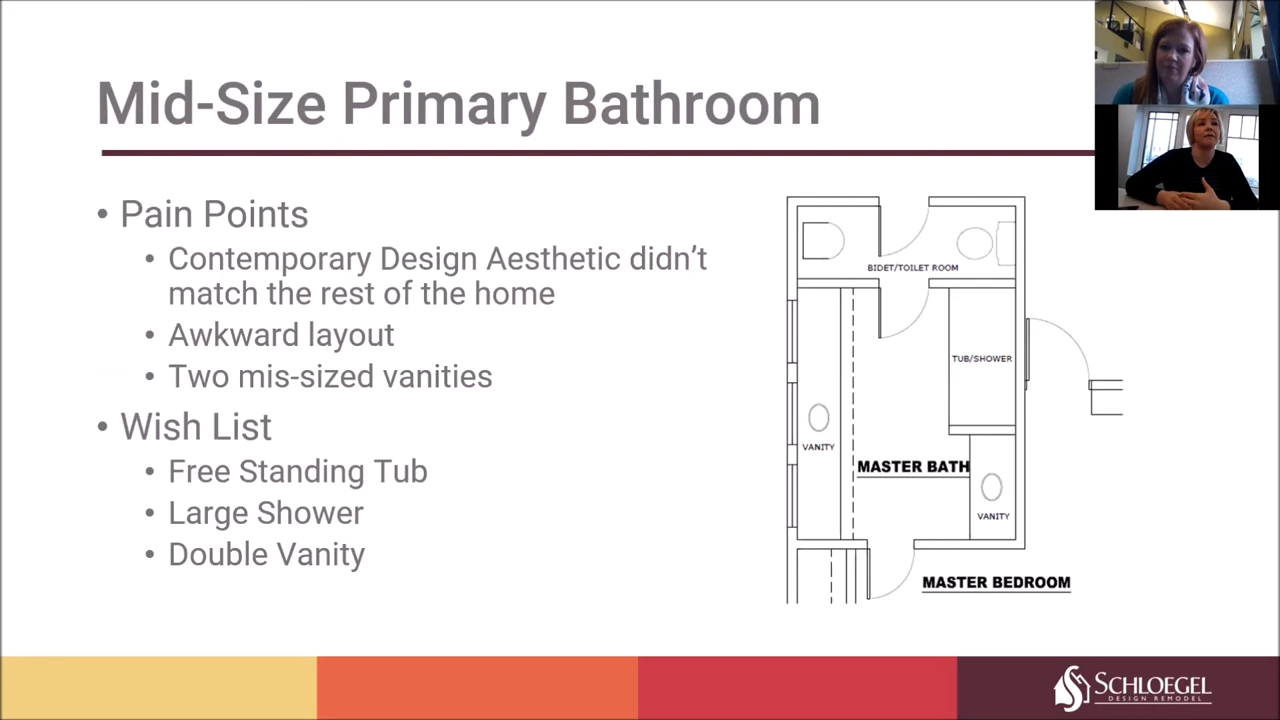 Mid-Size Primary Bathroom
• Pain Points
• Contemporary Design Aesthetic didn’t
match the rest of the home
• Awkward layout
• Two mis-sized vanities
• Wish List
• Free Standing Tub
• Large Shower
• Double Vanity
BIDET/TOILET ROOM
TUB/SHOWER
VANITY
MASTER BATH
VANITY
MASTER BEDROOM
SCHLOEGEL
DESIGN REMODEL